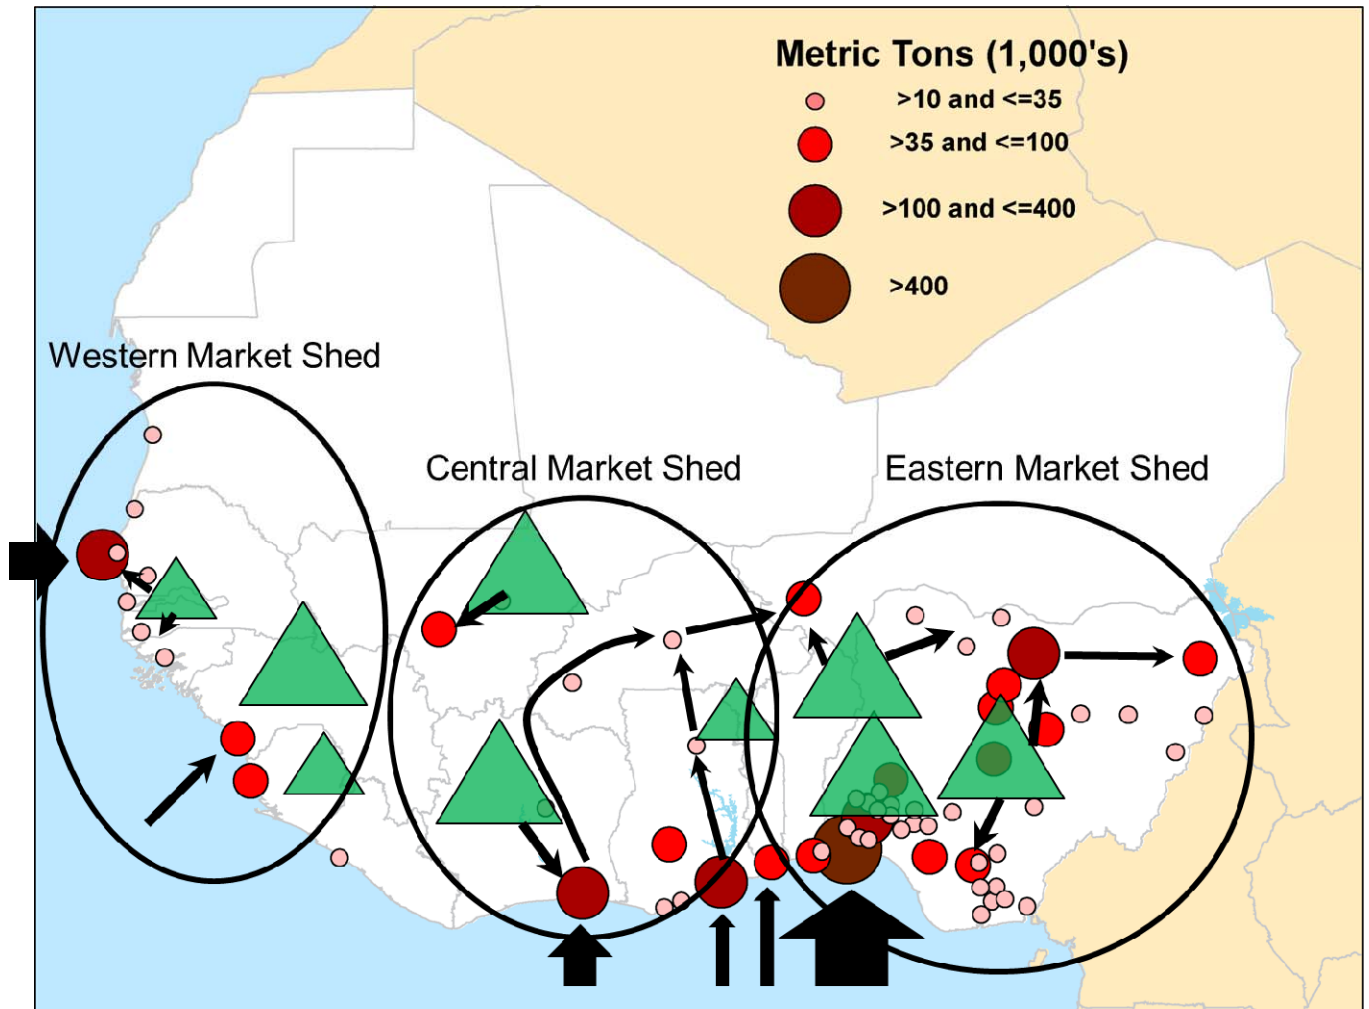 Metric Tons (1,000's)
>10 and <=35
>35 and <=100
>100 and <=400
>400
Western Market Shed
Central Market Shed
Eastern Market Shed